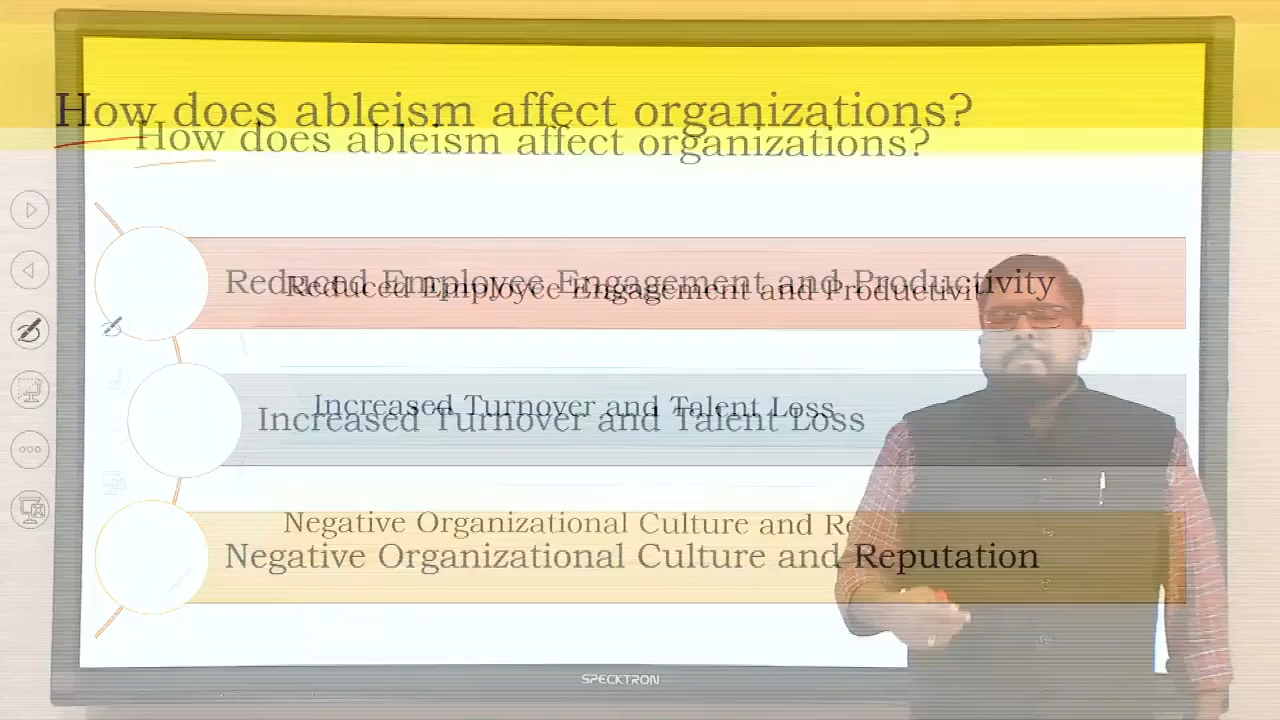 How does ableism affect organizations?
How does ableism affect organizations?
Reduced Employee Engagement and Productivity
Reduced Employee Engagement and Productivit
Increased Turnover and Talent Loss
Increased Turnover and Talent Loss
Negative Organizational Culture and Re
Negative Organizational Culture and Reputation
SPECKTRON